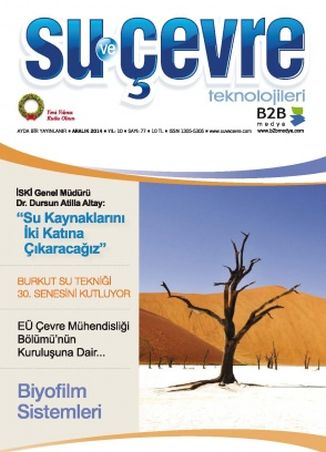 su ve çevre
teknolojileri
Yeni Yılınız
Kutlu Olsun
B2B
medya
AYDA BİR YAYINLANIR • ARALIK 2014 • YIL: 10 • SAYI: 77 • 10 TL • ISSN 1305-5305 • www.suvecevre.com
www.b2bmedya.com
İSKİ Genel Müdürü
Dr. Dursun Atilla Altay:
“Su Kaynaklarını
İki Katına
Çıkaracağız”
BURKUT SU TEKNİĞİ
30. SENESİNİ KUTLUYOR
EÜ Çevre Mühendisliği
Bölümü’nün
Kuruluşuna Dair...
Biyofilm
Sistemleri